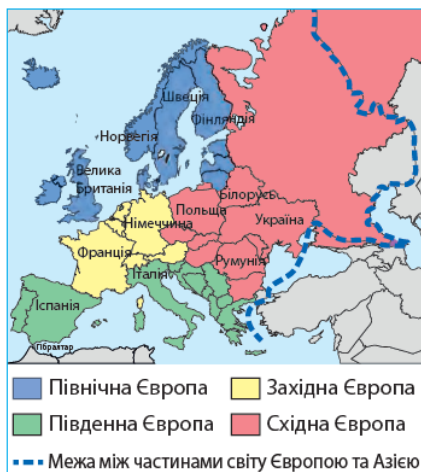 Швеція
Фінляндія
Норвегія
Велика
Британія
Білорусь
Польща
Німеччина
Україна
Франція
Румунія
Італія
Іспанія
Гібралтар
Північна Європа
Західна Європа
Південна Європа
Східна Європа
Межа між частинами світу Європою та Азією